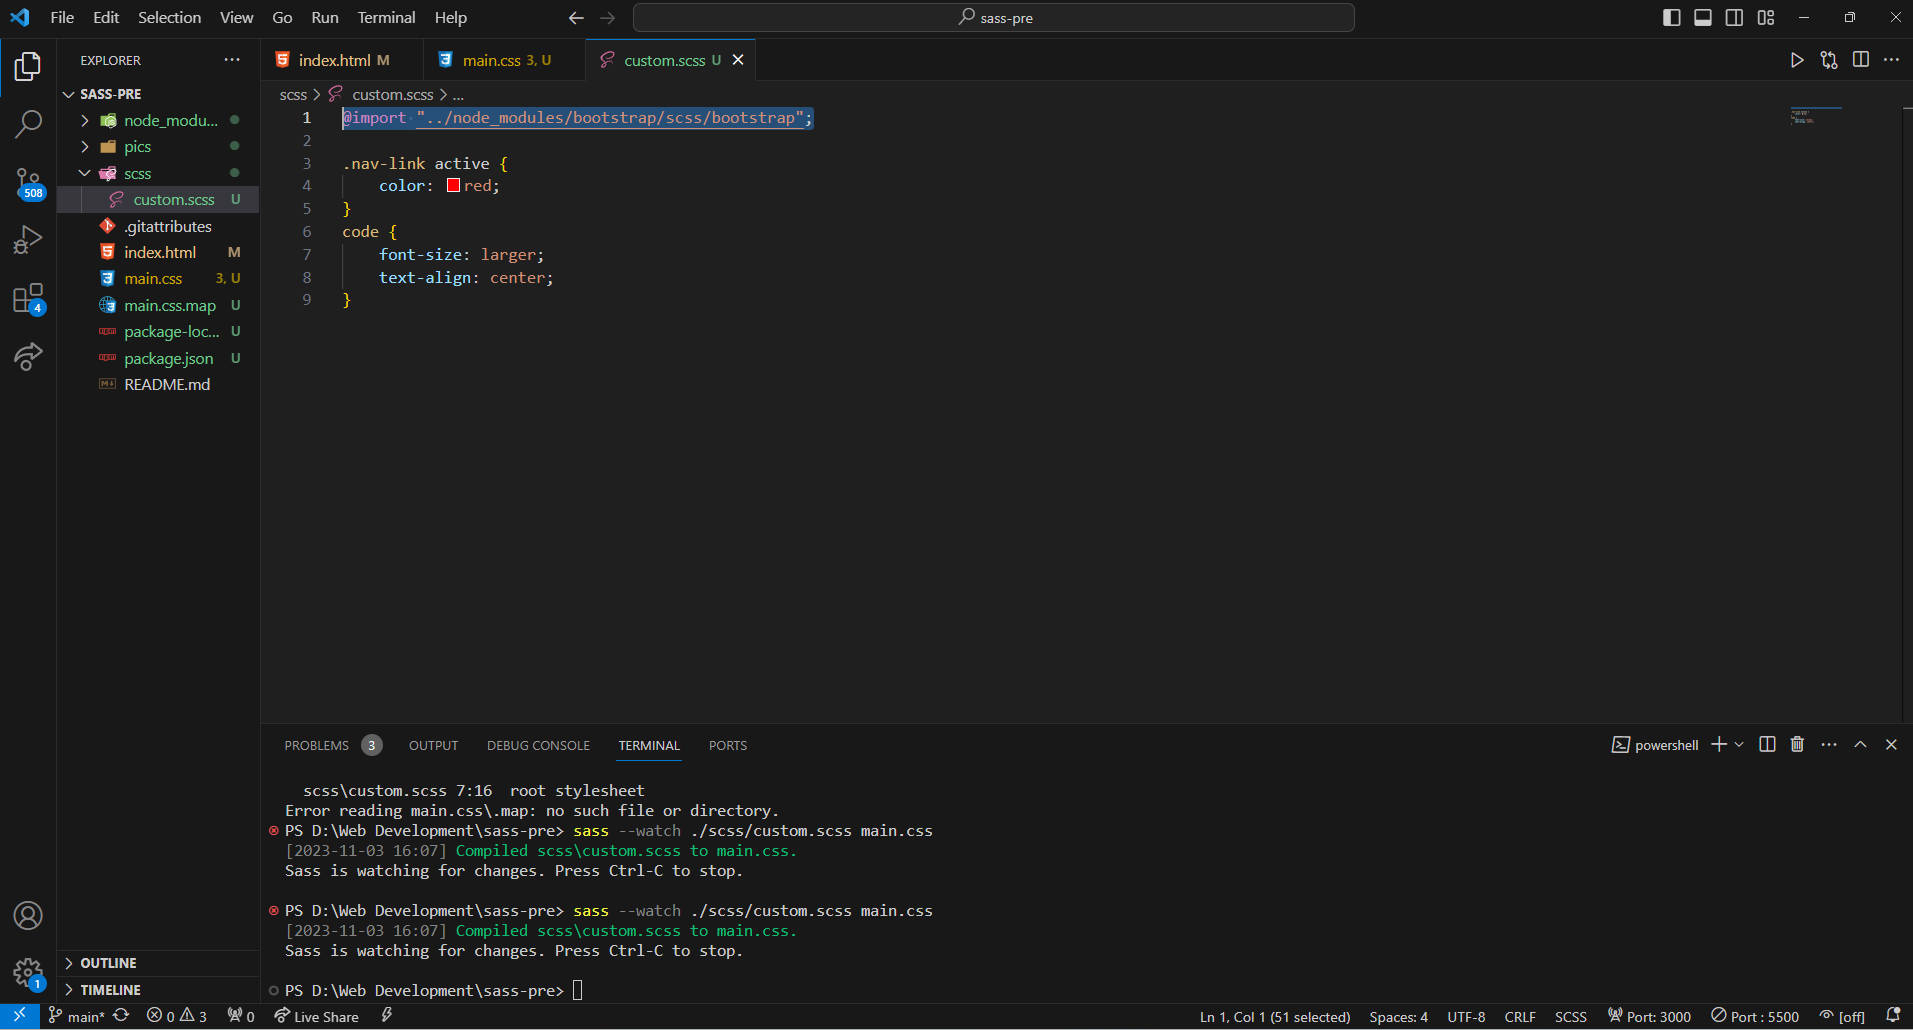 File Edit Selection View Go Run Terminal Help
sass-pre
EXPLORER
SASS-PRE
node_modu...
pics
scss
custom.scss U
.gitattributes
index.html M
main.css 3, U
main.css.map U
package-loc... U
package.json U
README.md
OUTLINE
TIMELINE
508
4
1
index.html M
main.css 3, U
custom.scss U
scss > custom.scss > ...
1 @import "../node_modules/bootstrap/scss/bootstrap";
2
3 .nav-link active {
4 color: red;
5 }
6 code {
7 font-size: larger;
8 text-align: center;
9 }
PROBLEMS 3 OUTPUT DEBUG CONSOLE TERMINAL PORTS
powershell
scss\custom.scss 7:16 root stylesheet
Error reading main.css\.map: no such file or directory.
PS D:\Web Development\sass-pre> sass --watch ./scss/custom.scss main.css
[2023-11-03 16:07] Compiled scss\custom.scss to main.css.
Sass is watching for changes. Press Ctrl-C to stop.
PS D:\Web Development\sass-pre> sass --watch ./scss/custom.scss main.css
[2023-11-03 16:07] Compiled scss\custom.scss to main.css.
Sass is watching for changes. Press Ctrl-C to stop.
PS D:\Web Development\sass-pre>
main* 0 3 0 Live Share Ln 1, Col 1 (51 selected) Spaces: 4 UTF-8 CRLF SCSS Port: 3000 Port : 5500 [off]